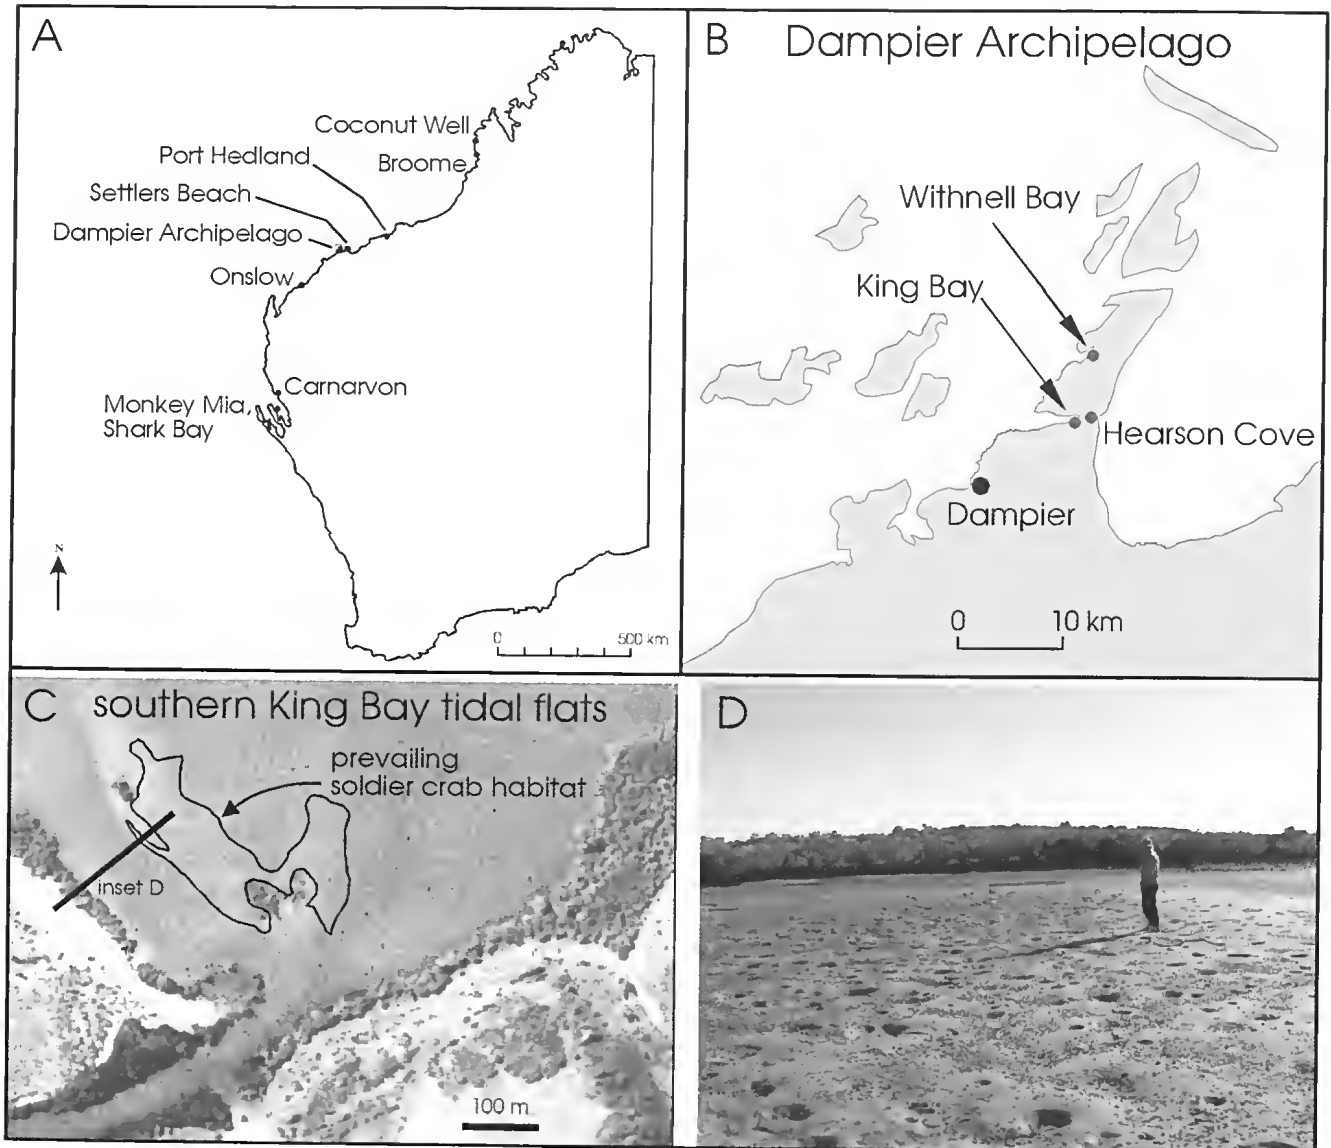 A
Coconut Well
Broome
Port Hedland
Settlers Beach
Dampier Archipelago
Onslow
Carnarvon
Monkey Mia,
Shark Bay
N
0 500 km
B Dampier Archipelago
Withnell Bay
King Bay
Hearson Cove
Dampier
0 10 km
C southern King Bay tidal flats
prevailing
soldier crab habitat
inset D
100 m
D